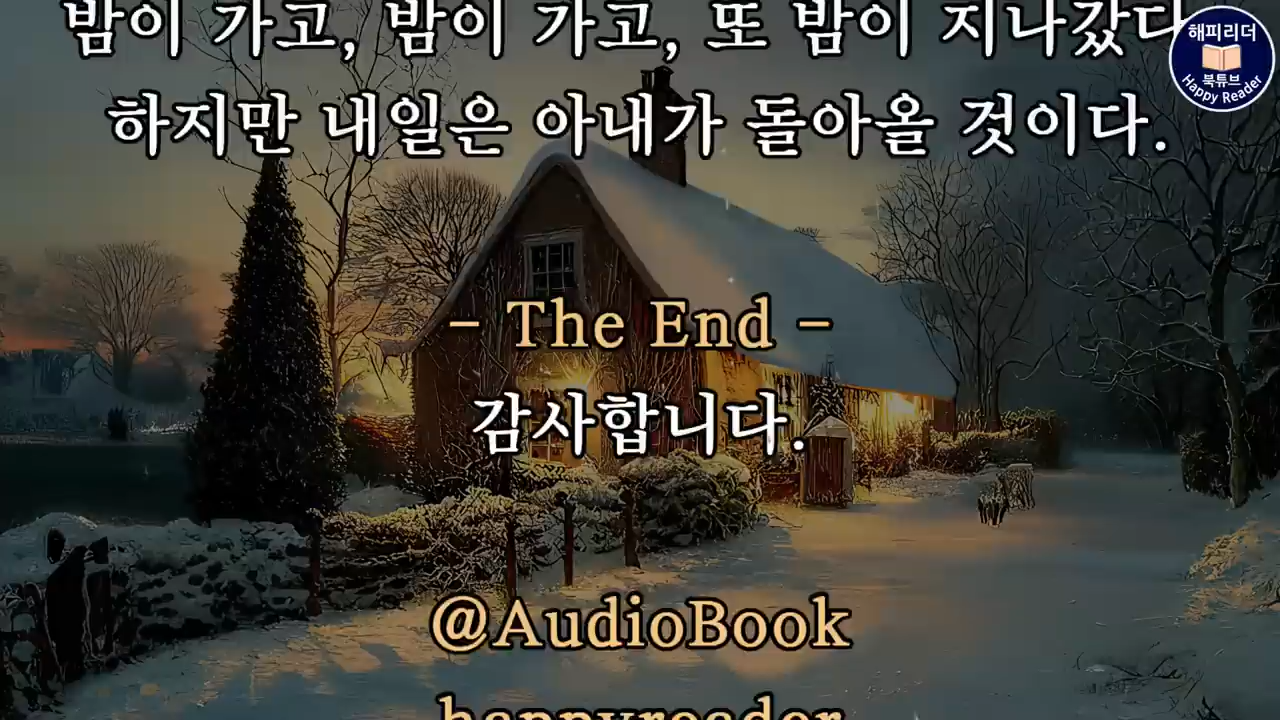 밤이 가고, 밤이 가고, 또 밤이 지나갔다
하지만 내일은 아내가 돌아올 것이다.
- The End -
감사합니다.
@AudioBook
happyreader
해피리더
북튜브
Happy Reader